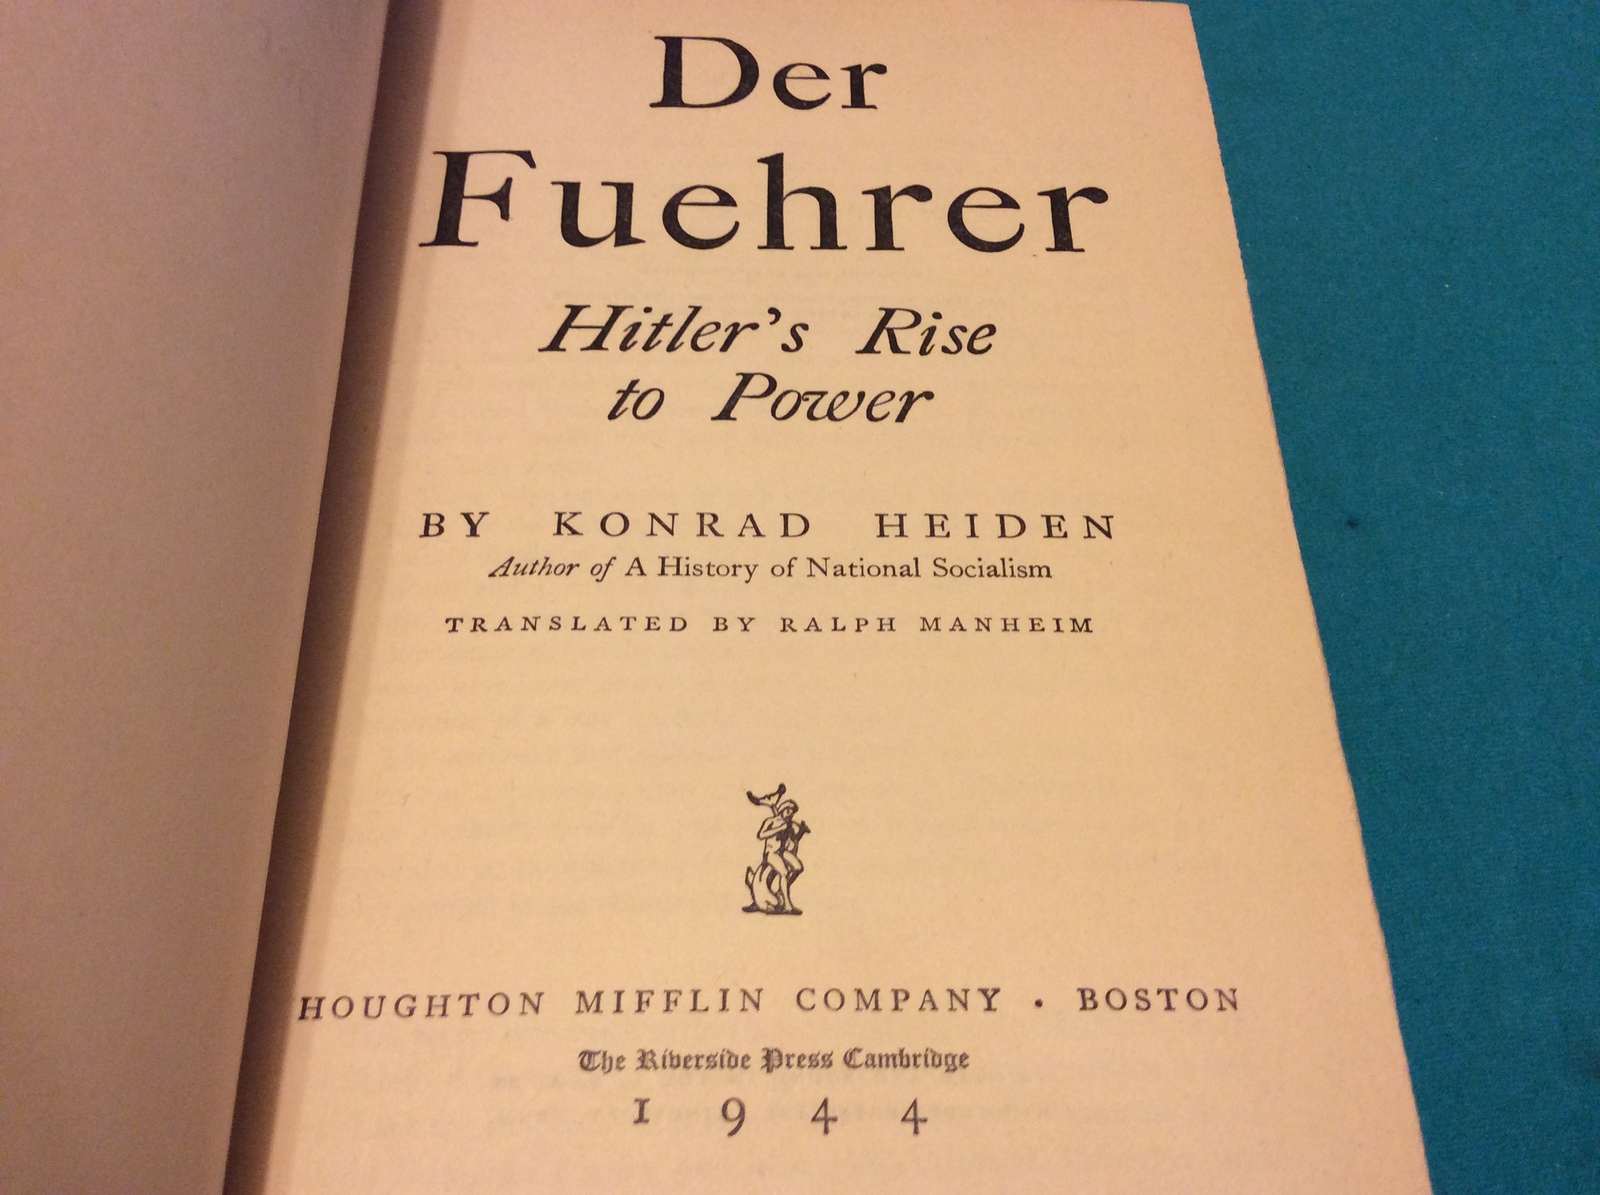 Der
Fuehrer
Hitler's Rise
to Power
BY KONRAD HEIDEN
Author of A History of National Socialism
TRANSLATED BY RALPH MANHEIM
HOUGHTON MIFFLIN COMPANY · BOSTON
The Riverside Press Cambridge
1944